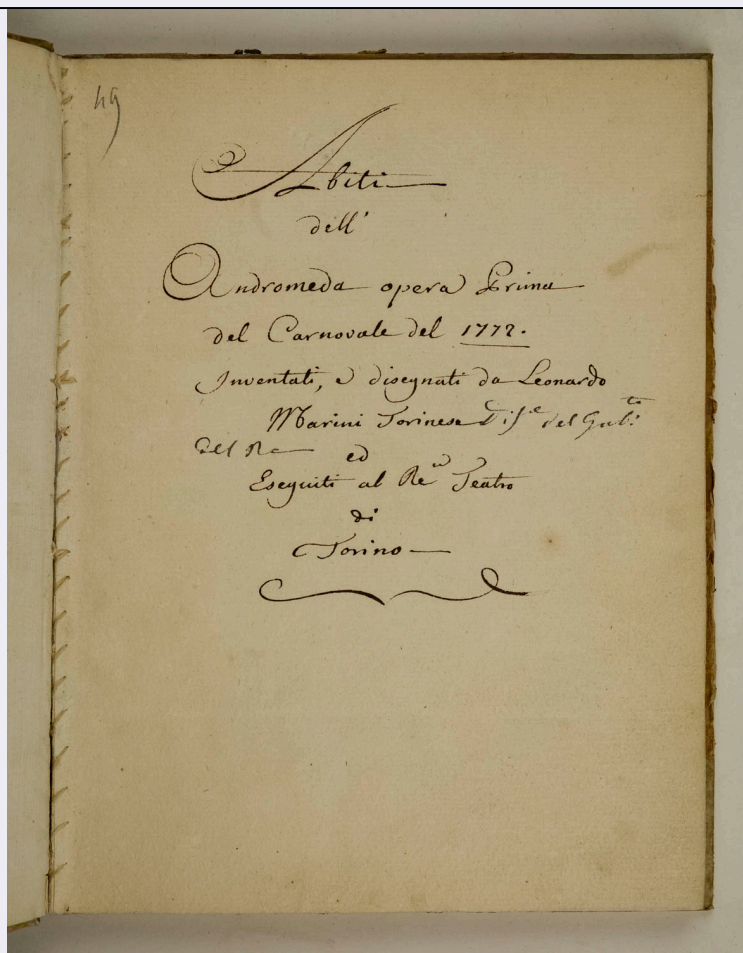 49
Abiti
dell'
Andromeda opera Prima
del Carnovale del 1772.
Inventati, e disegnati da Leonardo
Marini Torinese Dis.e del Gab.to
del Re
ed
Eseguiti al Re Teatro
di
Torino